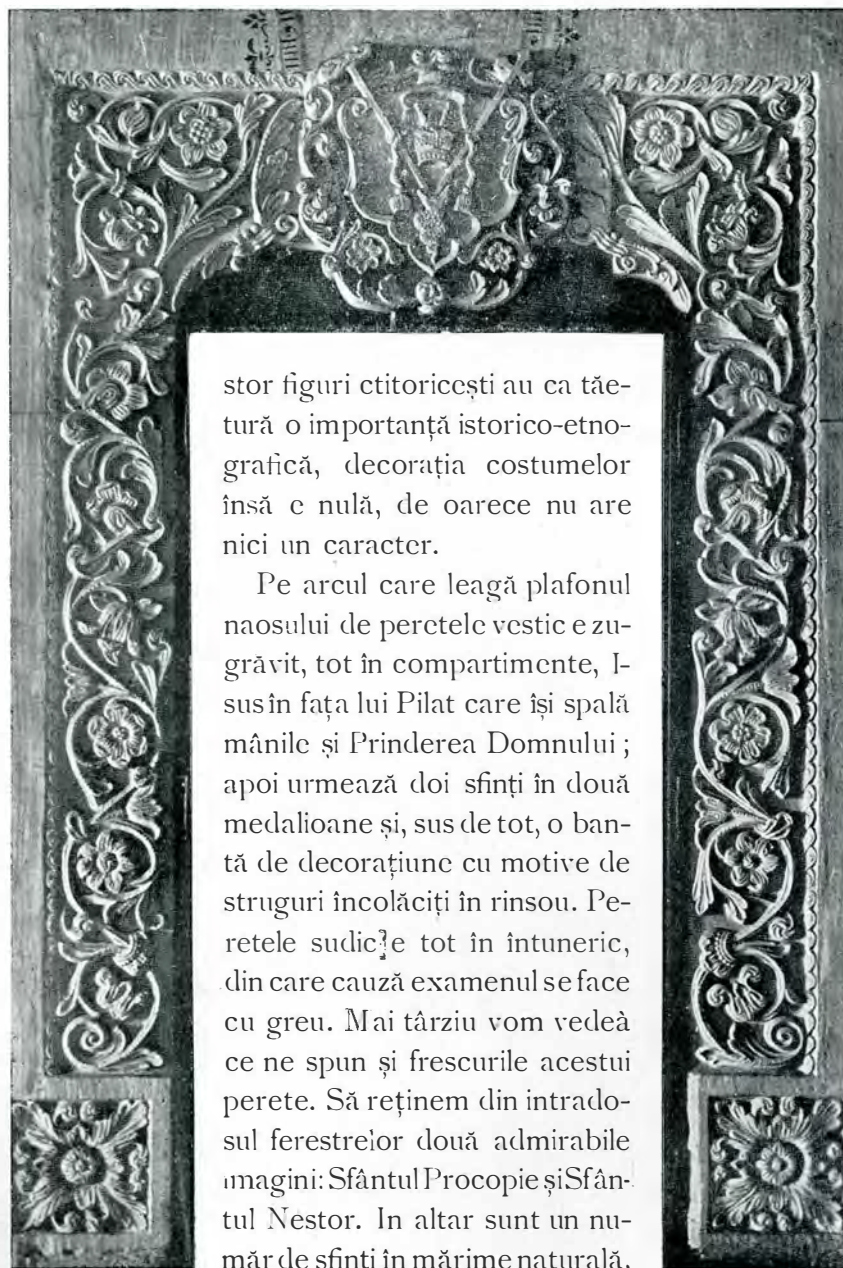 stor figuri ctitoricești au ca tăe-
tură o importanță istorico-etno-
grafică, decorația costumelor
însă e nulă, de oarece nu are
nici un caracter.
Pe arcul care leagă plafonul
naosului de peretele vestic e zu-
grăvit, tot în compartimente, I-
sus în fața lui Pilat care își spală
mânile și Prinderea Domnului ;
apoi urmează doi sfinți în două
medalioane și, sus de tot, o ban-
tă de decorațiune cu motive de
struguri încolăciți în rinsou. Pe-
retele sudic e tot în întuneric,
din care cauză examenul se face
cu greu. Mai târziu vom vedeà
ce ne spun și frescurile acestui
perete. Să reținem din intrado-
sul ferestrelor două admirabile
imagini: Sfântul Procopie și Sfân-
tul Nestor. In altar sunt un nu-
măr de sfinți în mărime naturală,